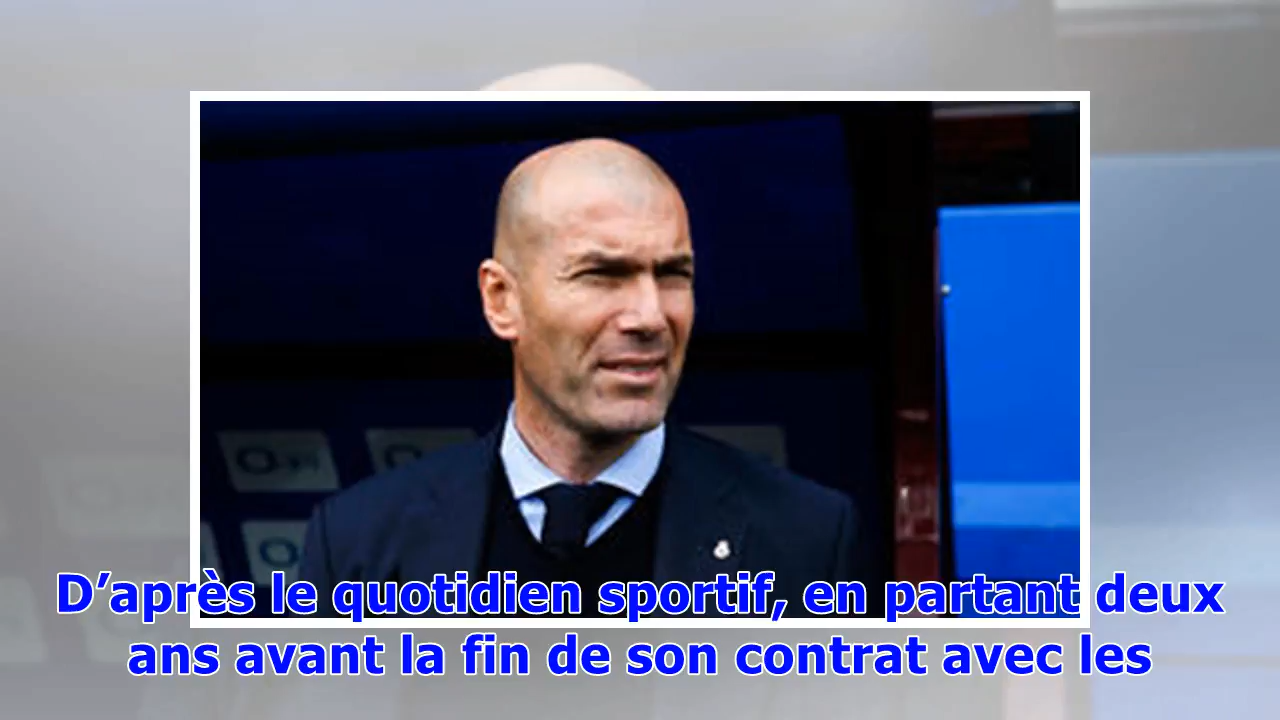 D’après le quotidien sportif, en partant deux
ans avant la fin de son contrat avec les